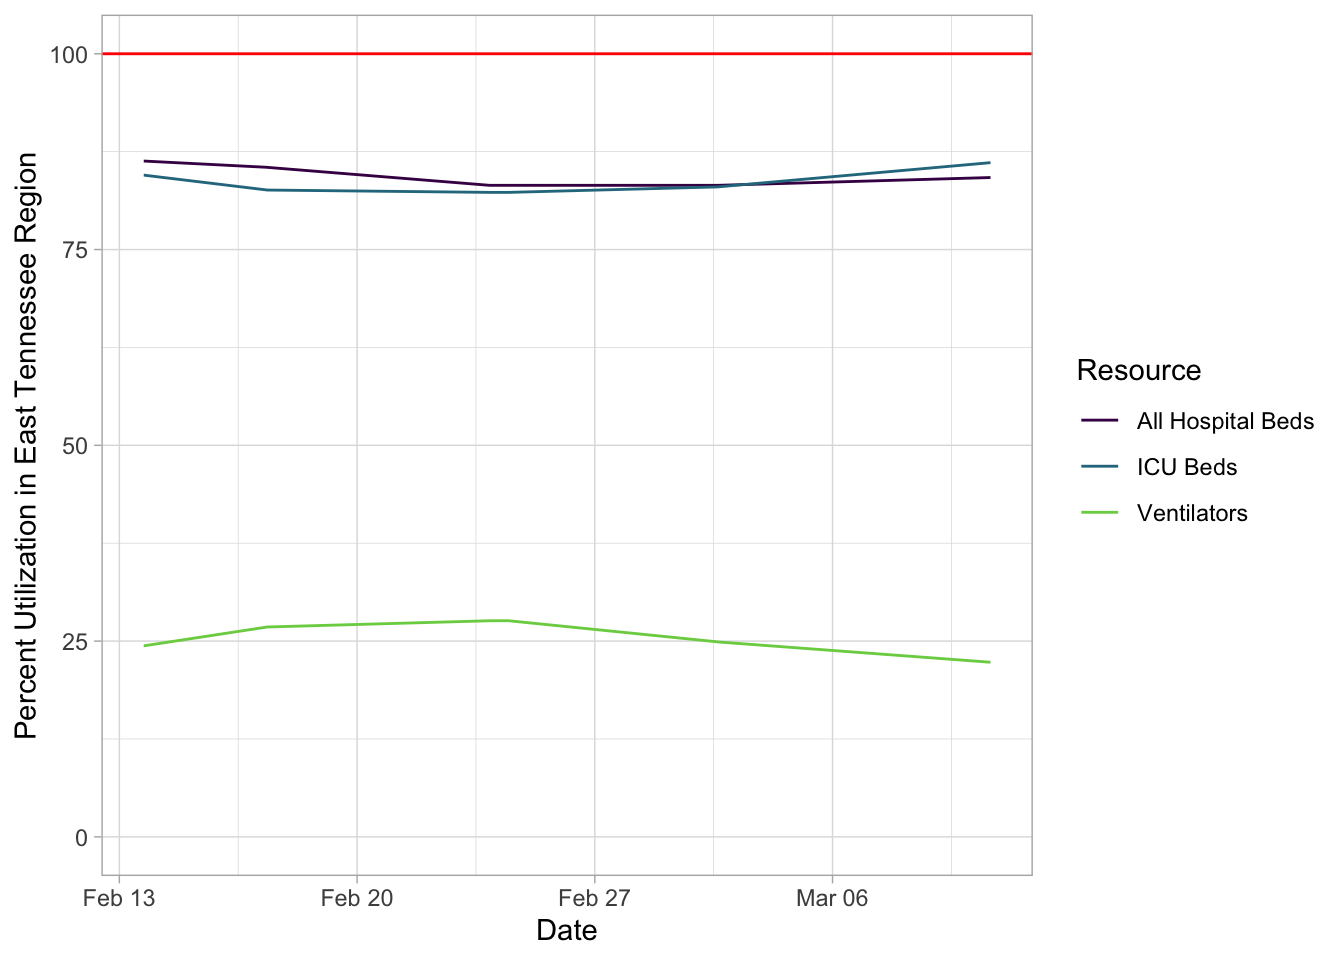 Percent Utilization in East Tennessee Region
100
75
50
25
0
Feb 13 Feb 20 Feb 27 Mar 06
Date
Resource
All Hospital Beds
ICU Beds
Ventilators